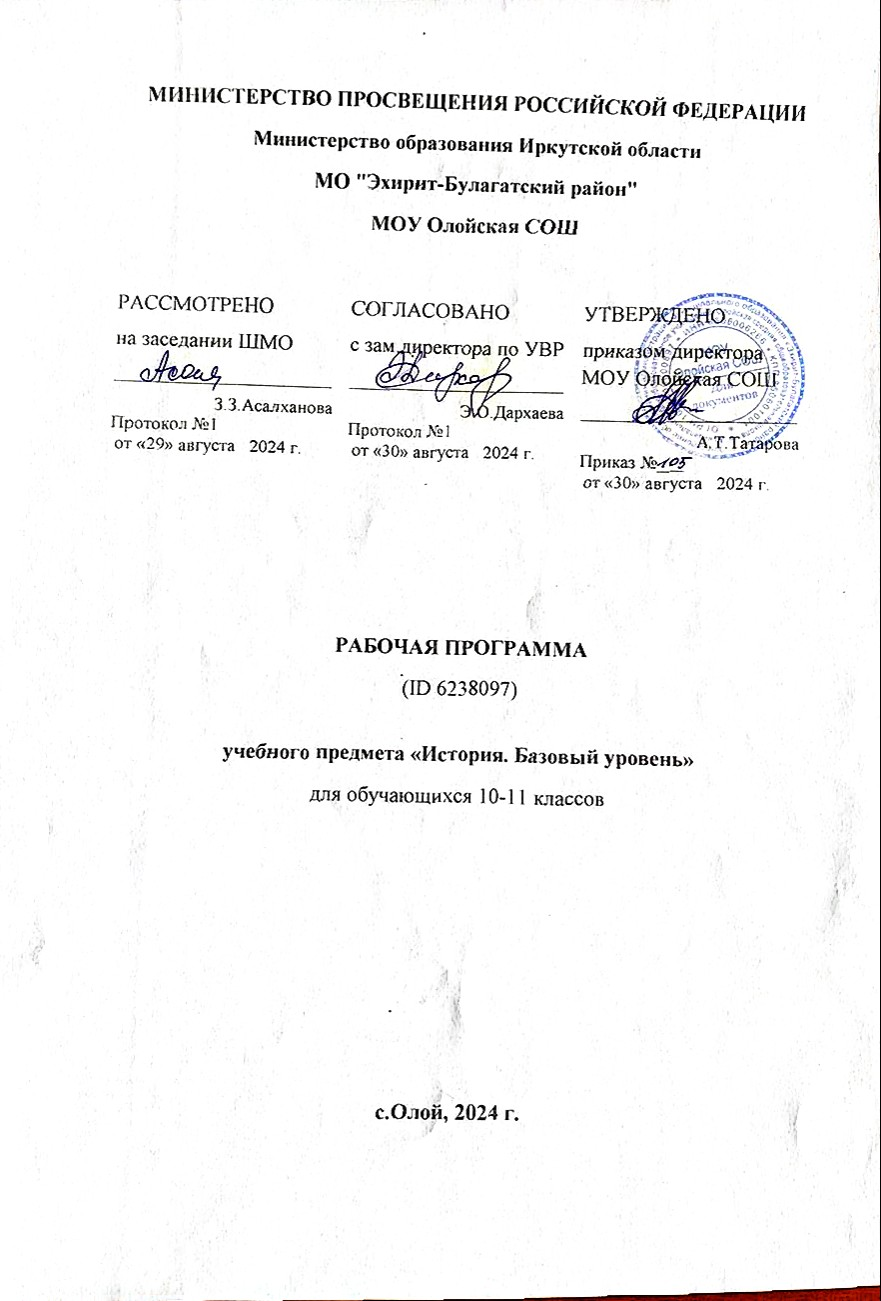 МИНИСТЕРСТВО ПРОСВЕЩЕНИЯ РОССИЙСКОЙ ФЕДЕРАЦИИ
Министерство образования Иркутской области
МО "Эхирит-Булагатский район"
МОУ Олойская СОШ
РАССМОТРЕНО
на заседании ШМО
З.З.Асалханова
Протокол №1
от «29» августа 2024 г.
СОГЛАСОВАНО
с зам директора по УВР
Э.О.Дархаева
Протокол №1
от «30» августа 2024 г.
УТВЕРЖДЕНО
приказом директора
МОУ Олойская СОШ
А.Т.Татарова
Приказ №105
от «30» августа 2024 г.
Олойская СОШ
документов
РАБОЧАЯ ПРОГРАММА
(ID 6238097)
учебного предмета «История. Базовый уровень»
для обучающихся 10-11 классов
с.Олой, 2024 г.